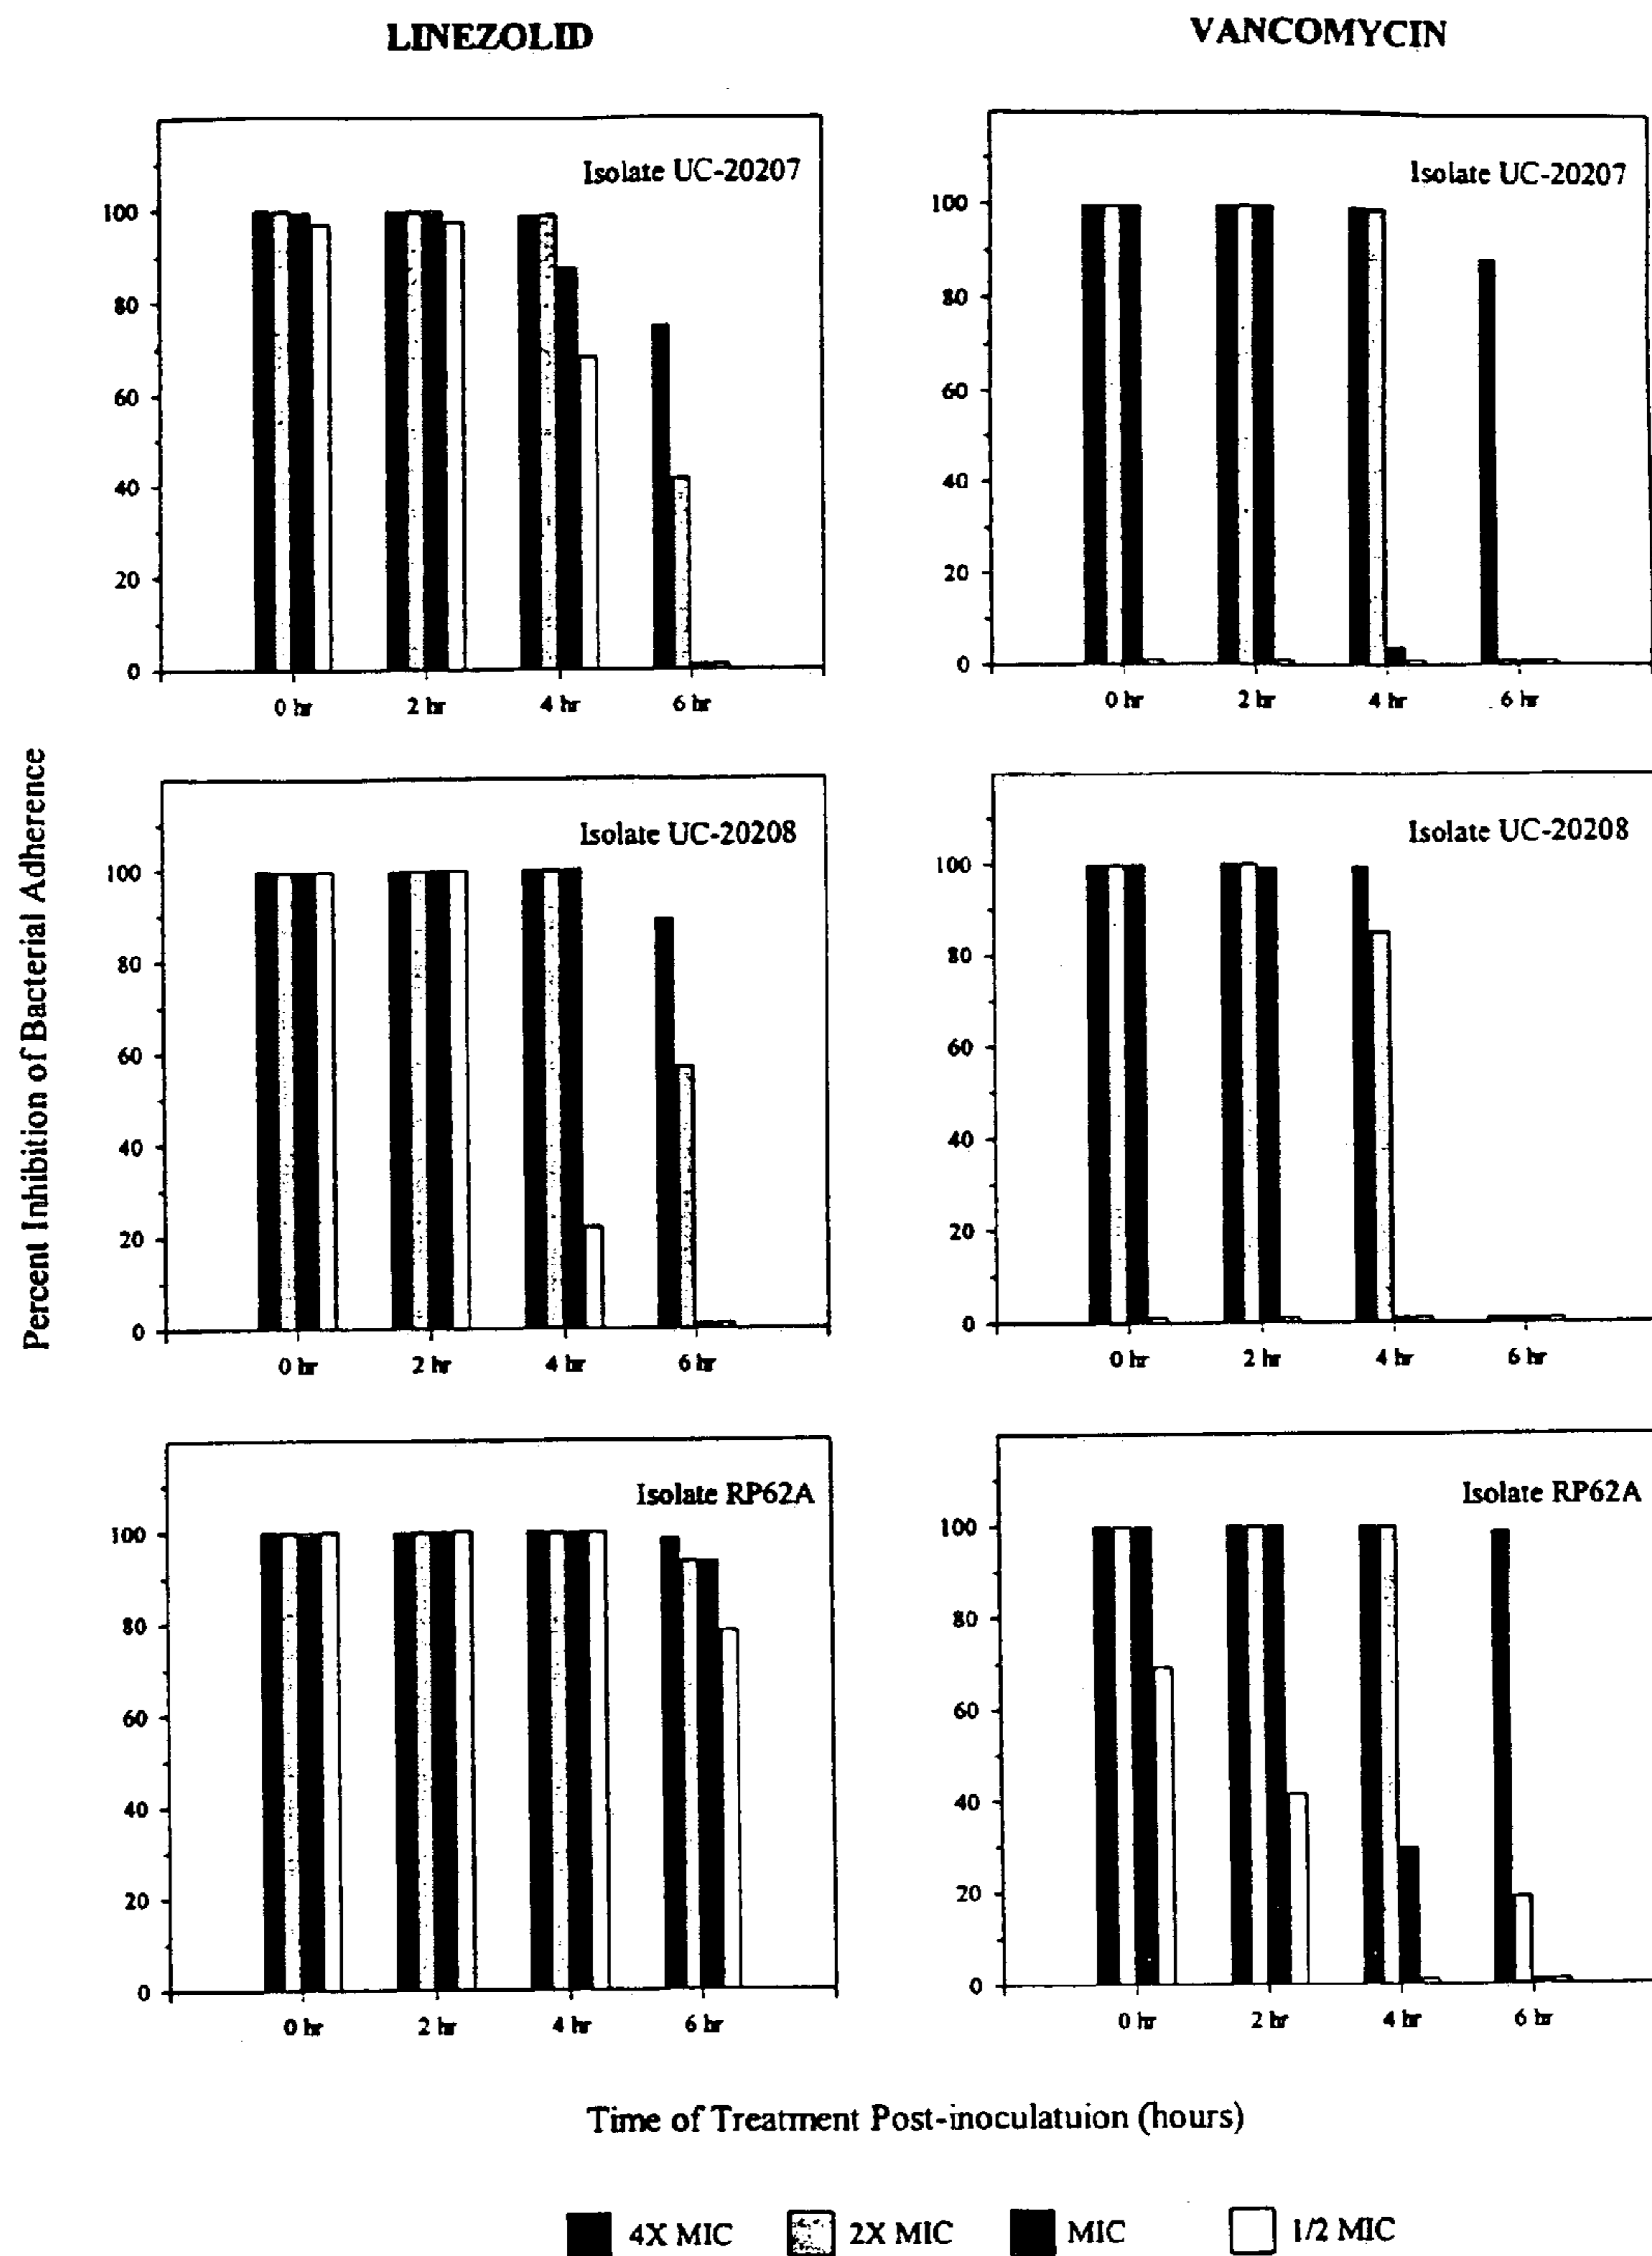 LINEZOLID
VANCOMYCIN
Isolate UC-20207
100
80
60
40
20
0
0 hr
2 hr
4 hr
6 hr
Isolate UC-20207
100
80
60
40
20
0
0 hr
2 hr
4 hr
6 hr
Percent Inhibition of Bacterial Adherence
Isolate UC-20208
100
80
60
40
20
0
0 hr
2 hr
4 hr
6 hr
Isolate UC-20208
100
80
60
40
20
0
0 hr
2 hr
4 hr
6 hr
Isolate RP62A
100
80
60
40
20
0
0 hr
2 hr
4 hr
6 hr
Isolate RP62A
100
80
60
40
20
0
0 hr
2 hr
4 hr
6 hr
Time of Treatment Post-inoculatuion (hours)
4X MIC 2X MIC MIC 1/2 MIC